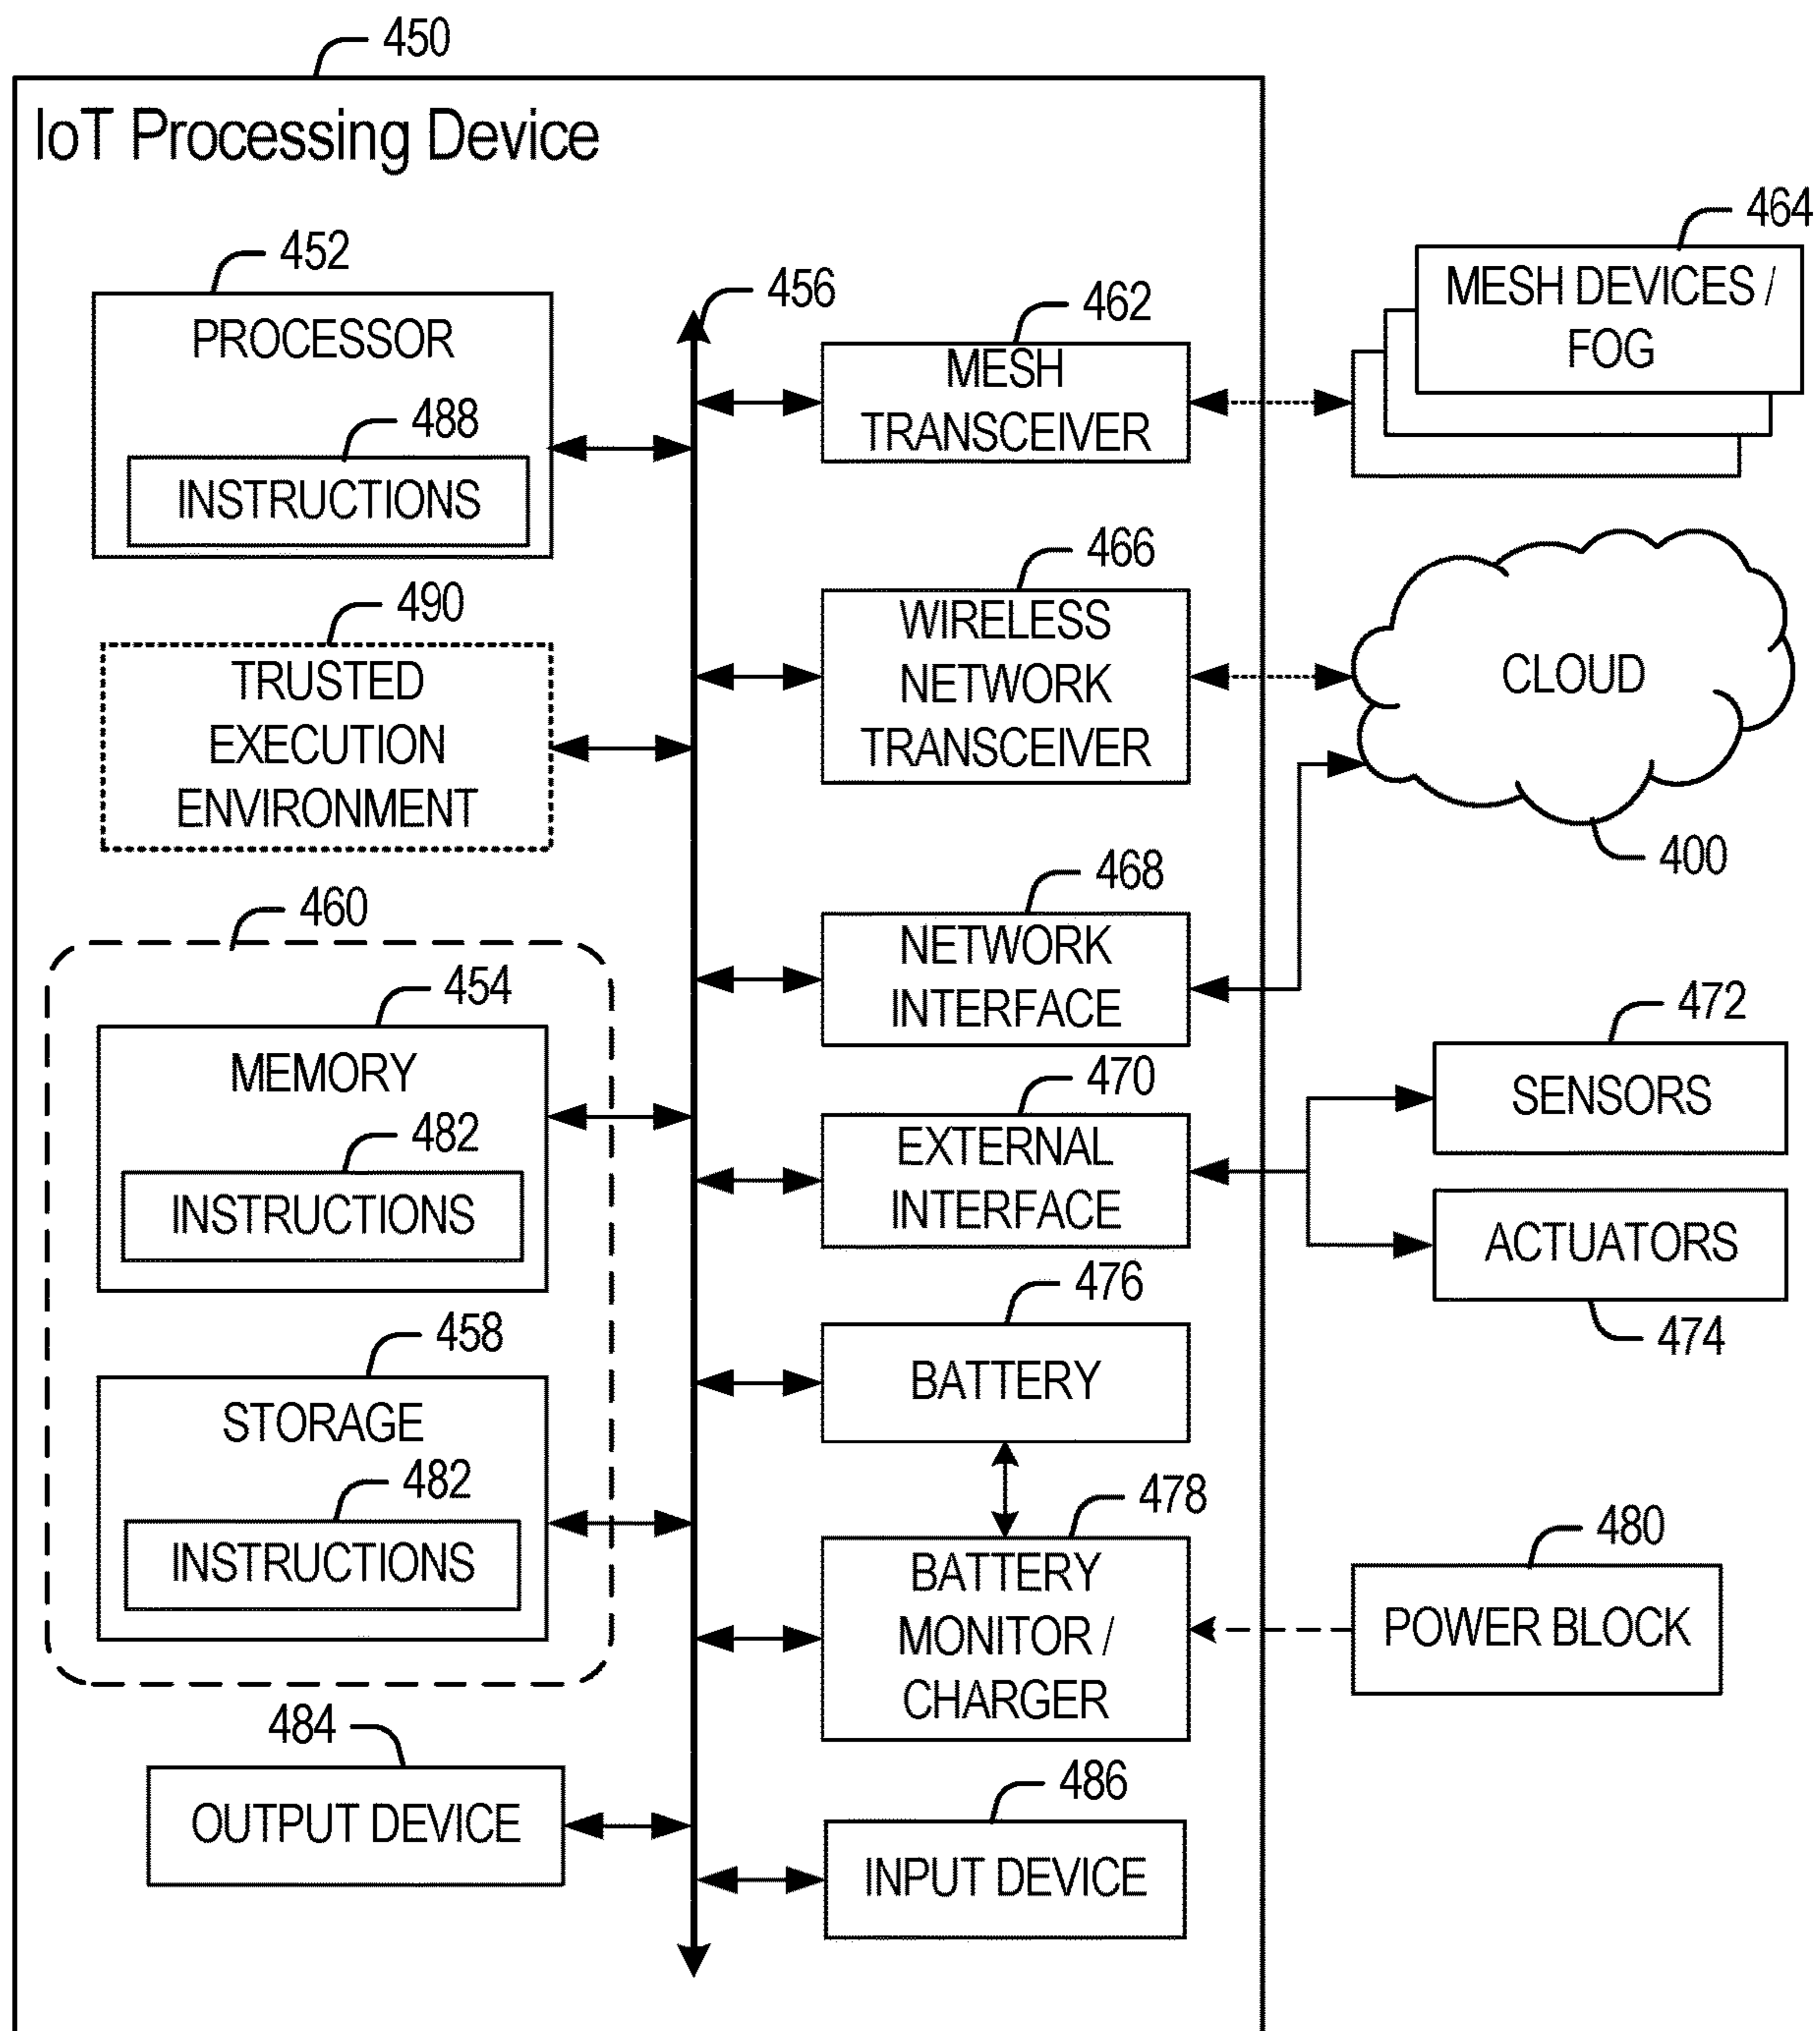 450
IoT Processing Device
452
PROCESSOR
488
INSTRUCTIONS
490
TRUSTED
EXECUTION
ENVIRONMENT
460
454
MEMORY
482
INSTRUCTIONS
458
STORAGE
482
INSTRUCTIONS
484
OUTPUT DEVICE
456
462
MESH
TRANSCEIVER
466
WIRELESS
NETWORK
TRANSCEIVER
468
NETWORK
INTERFACE
470
EXTERNAL
INTERFACE
476
BATTERY
478
BATTERY
MONITOR /
CHARGER
486
INPUT DEVICE
464
MESH DEVICES /
FOG
CLOUD
400
472
SENSORS
ACTUATORS
474
480
POWER BLOCK